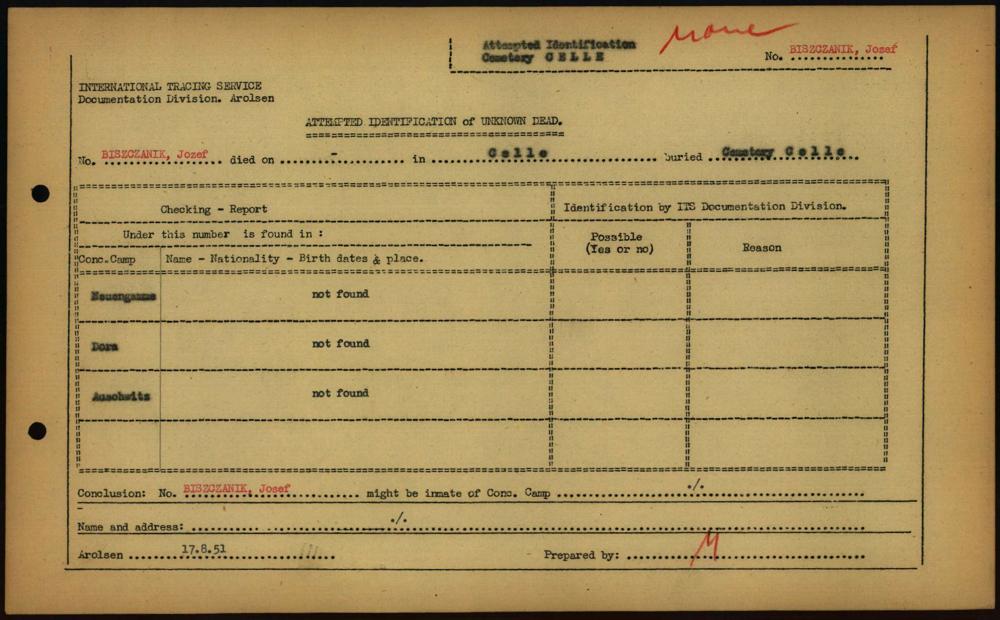 Attempted Identification
Cemetery CELLE
None
No. BISZCZANIK, Jozef
INTERNATIONAL TRACING SERVICE
Documentation Division. Arolsen
ATTEMPTED IDENTIFICATION of UNKNOWN DEAD.
No. BISZCZANIK, Jozef died on - in Celle buried Cemetery Celle
Checking - Report
Identification by ITS Documentation Division.
Under this number is found in :
Possible
(Yes or no)
Reason
Conc.Camp
Name - Nationality - Birth dates & place.
Neuengamme not found
Dora not found
Auschwitz not found
Conclusion: No. BISZCZANIK, Josef might be inmate of Conc. Camp ./.
Name and address: ./.
Arolsen 17.8.51
Prepared by: